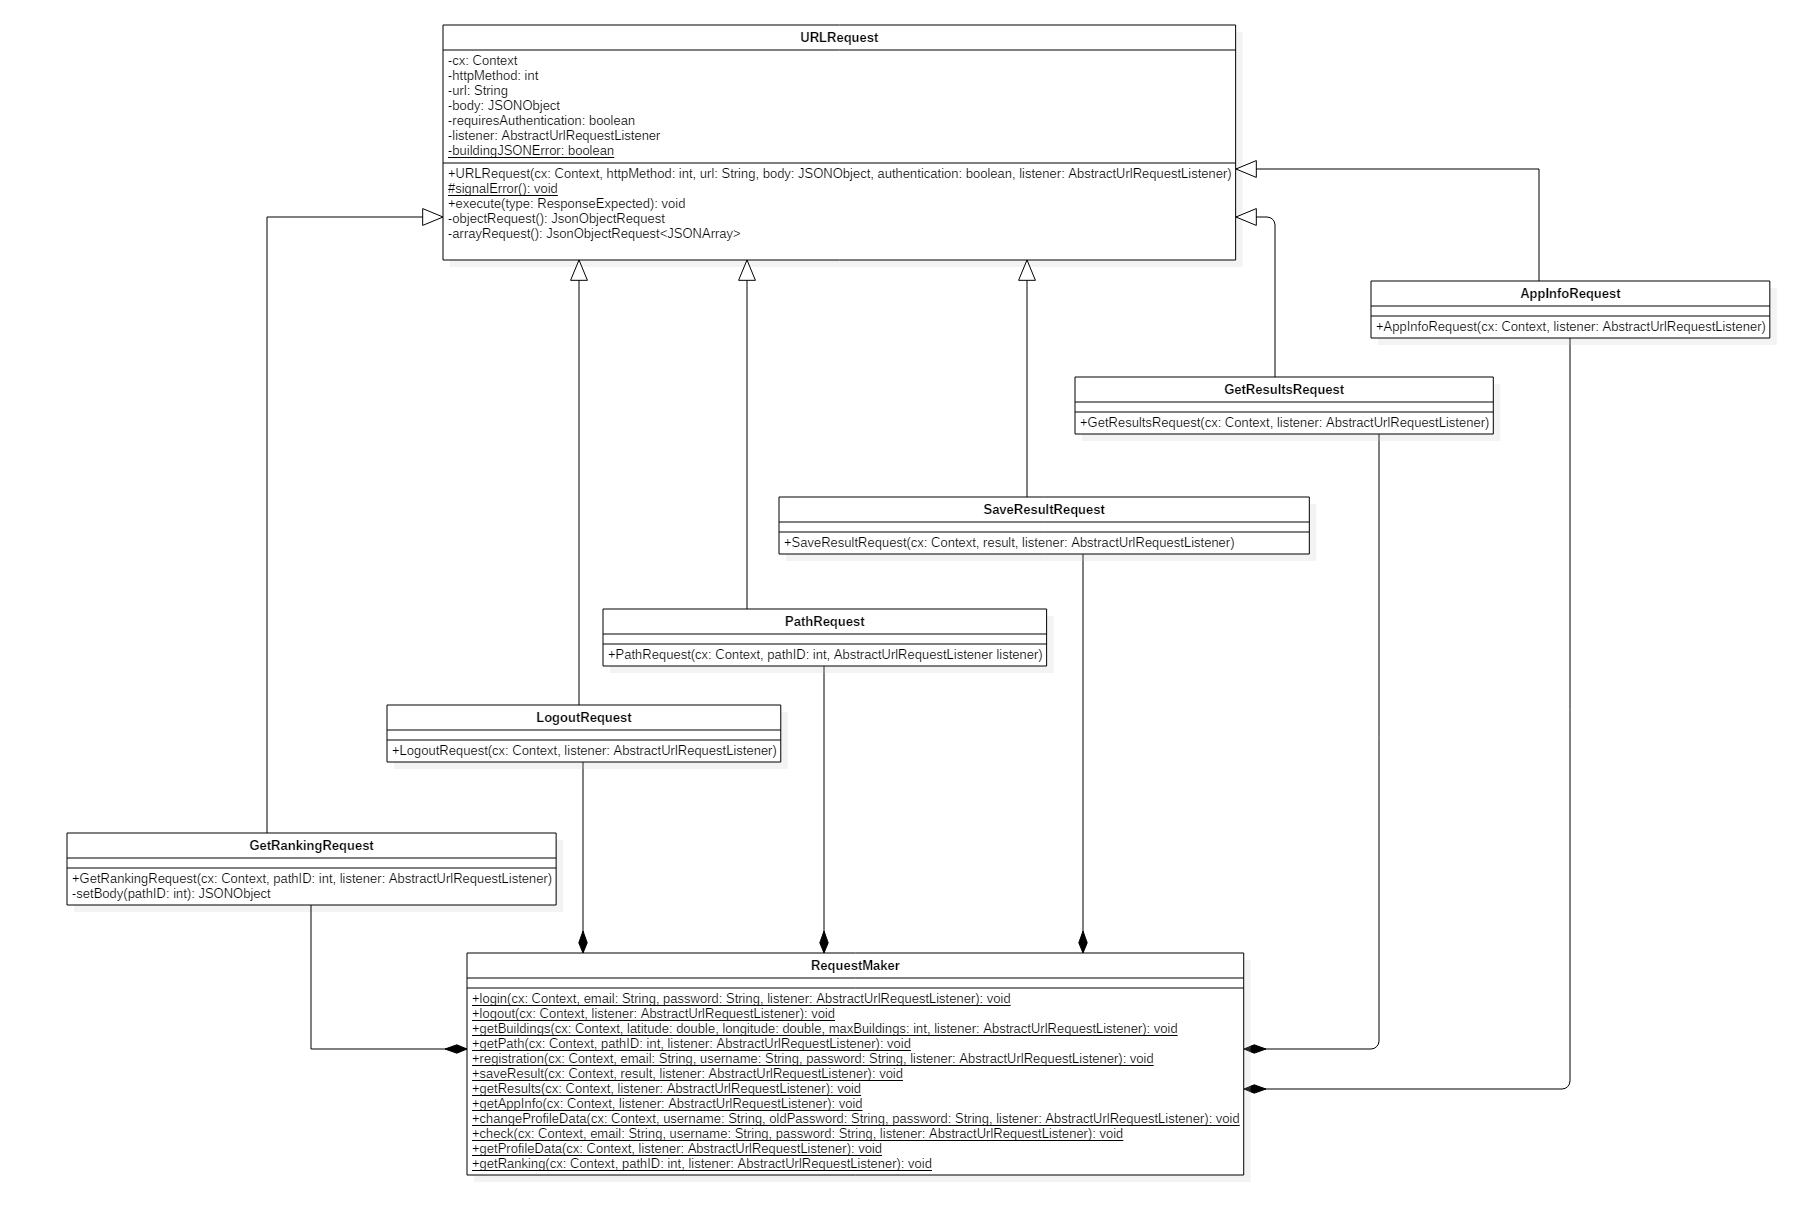 URLRequest
-cx: Context
-httpMethod: int
-url: String
-body: JSONObject
-requiresAuthentication: boolean
-listener: AbstractUrlRequestListener
-buildingJSONError: boolean
+URLRequest(cx: Context, httpMethod: int, url: String, body: JSONObject, authentication: boolean, listener: AbstractUrlRequestListener)
#signalError(): void
+execute(type: ResponseExpected): void
-objectRequest(): JsonObjectRequest
-arrayRequest(): JsonObjectRequest<JSONArray>
AppInfoRequest
+AppInfoRequest(cx: Context, listener: AbstractUrlRequestListener)
GetResultsRequest
+GetResultsRequest(cx: Context, listener: AbstractUrlRequestListener)
SaveResultRequest
+SaveResultRequest(cx: Context, result, listener: AbstractUrlRequestListener)
PathRequest
+PathRequest(cx: Context, pathID: int, AbstractUrlRequestListener listener)
LogoutRequest
+LogoutRequest(cx: Context, listener: AbstractUrlRequestListener)
GetRankingRequest
+GetRankingRequest(cx: Context, pathID: int, listener: AbstractUrlRequestListener)
-setBody(pathID: int): JSONObject
RequestMaker
+login(cx: Context, email: String, password: String, listener: AbstractUrlRequestListener): void
+logout(cx: Context, listener: AbstractUrlRequestListener): void
+getBuildings(cx: Context, latitude: double, longitude: double, maxBuildings: int, listener: AbstractUrlRequestListener): void
+getPath(cx: Context, pathID: int, listener: AbstractUrlRequestListener): void
+registration(cx: Context, email: String, username: String, password: String, listener: AbstractUrlRequestListener): void
+saveResult(cx: Context, result, listener: AbstractUrlRequestListener): void
+getResults(cx: Context, listener: AbstractUrlRequestListener): void
+getAppInfo(cx: Context, listener: AbstractUrlRequestListener): void
+changeProfileData(cx: Context, username: String, oldPassword: String, password: String, listener: AbstractUrlRequestListener): void
+check(cx: Context, email: String, username: String, password: String, listener: AbstractUrlRequestListener): void
+getProfileData(cx: Context, listener: AbstractUrlRequestListener): void
+getRanking(cx: Context, pathID: int, listener: AbstractUrlRequestListener): void